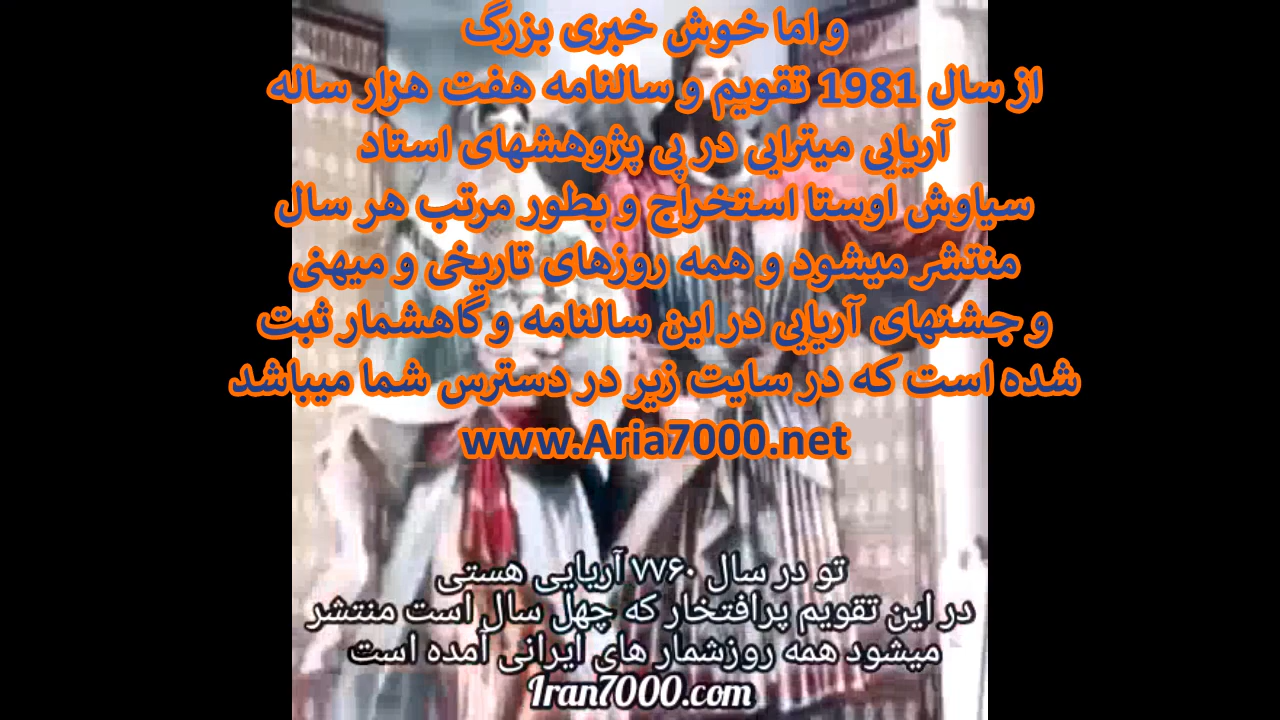 و اما خوش خبری بزرگ
از سال 1981 تقویم و سالنامه هفت هزار ساله
آریایی میترایی در پی پژوهشهای استاد
سیاوش اوستا استخراج و بطور مرتب هر سال
منتشر میشود و همه روزهای تاریخی و میهنی
و جشنهای آریایی در این سالنامه و گاهشمار ثبت
شده است که در سایت زیر در دسترس شما میباشد
www.Aria7000.net
تو در سال ۷۷۶۰ آریایی هستی
در این تقویم پرافتخار که چهل سال است منتشر
میشود همه روزشمار های ایرانی آمده است
Iran7000.com